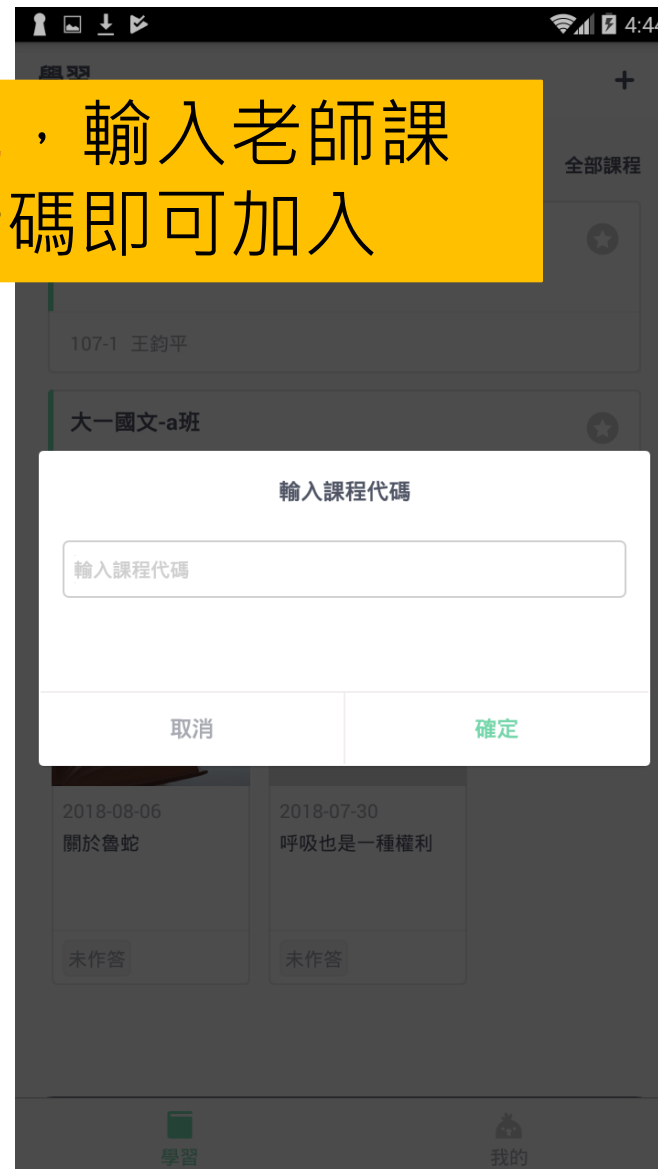 4:44
學習
+
，輸入老師課
碼即可加入
全部課程
107-1 王鈞平
大一國文-a班
輸入課程代碼
輸入課程代碼
取消 確定
2018-08-06 2018-07-30
關於魯蛇 呼吸也是一種權利
未作答 未作答
學習 我的